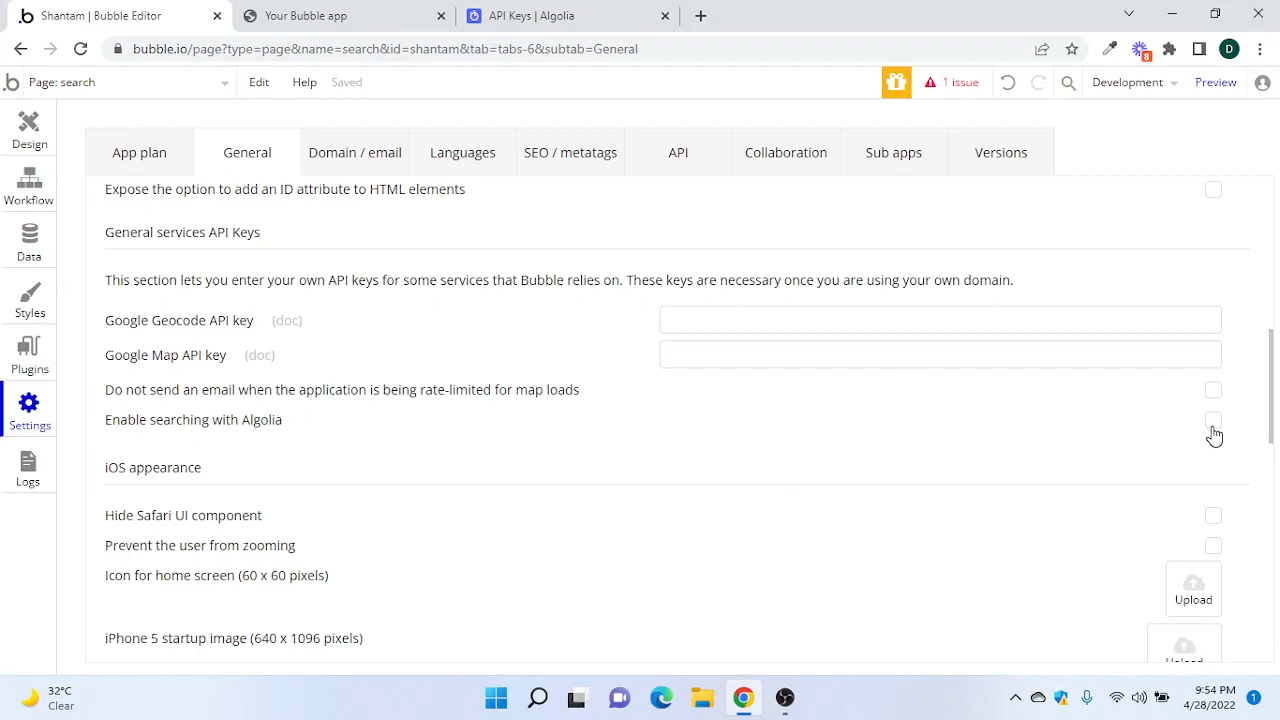 Shantam | Bubble Editor
Your Bubble app
API Keys | Algolia
bubble.io/page?type=page&name=search&id=shantam&tab=tabs-6&subtab=General
8
D
b Page: search
Edit
Help
Saved
1 issue
Development
Preview
Design
Workflow
Data
Styles
Plugins
Settings
Logs
App plan
General
Domain / email
Languages
SEO / metatags
API
Collaboration
Sub apps
Versions
Expose the option to add an ID attribute to HTML elements
General services API Keys
This section lets you enter your own API keys for some services that Bubble relies on. These keys are necessary once you are using your own domain.
Google Geocode API key (doc)
Google Map API key (doc)
Do not send an email when the application is being rate-limited for map loads
Enable searching with Algolia
iOS appearance
Hide Safari UI component
Prevent the user from zooming
Icon for home screen (60 x 60 pixels)
Upload
iPhone 5 startup image (640 x 1096 pixels)
Upload
32°C
Clear
9:54 PM
4/28/2022
1